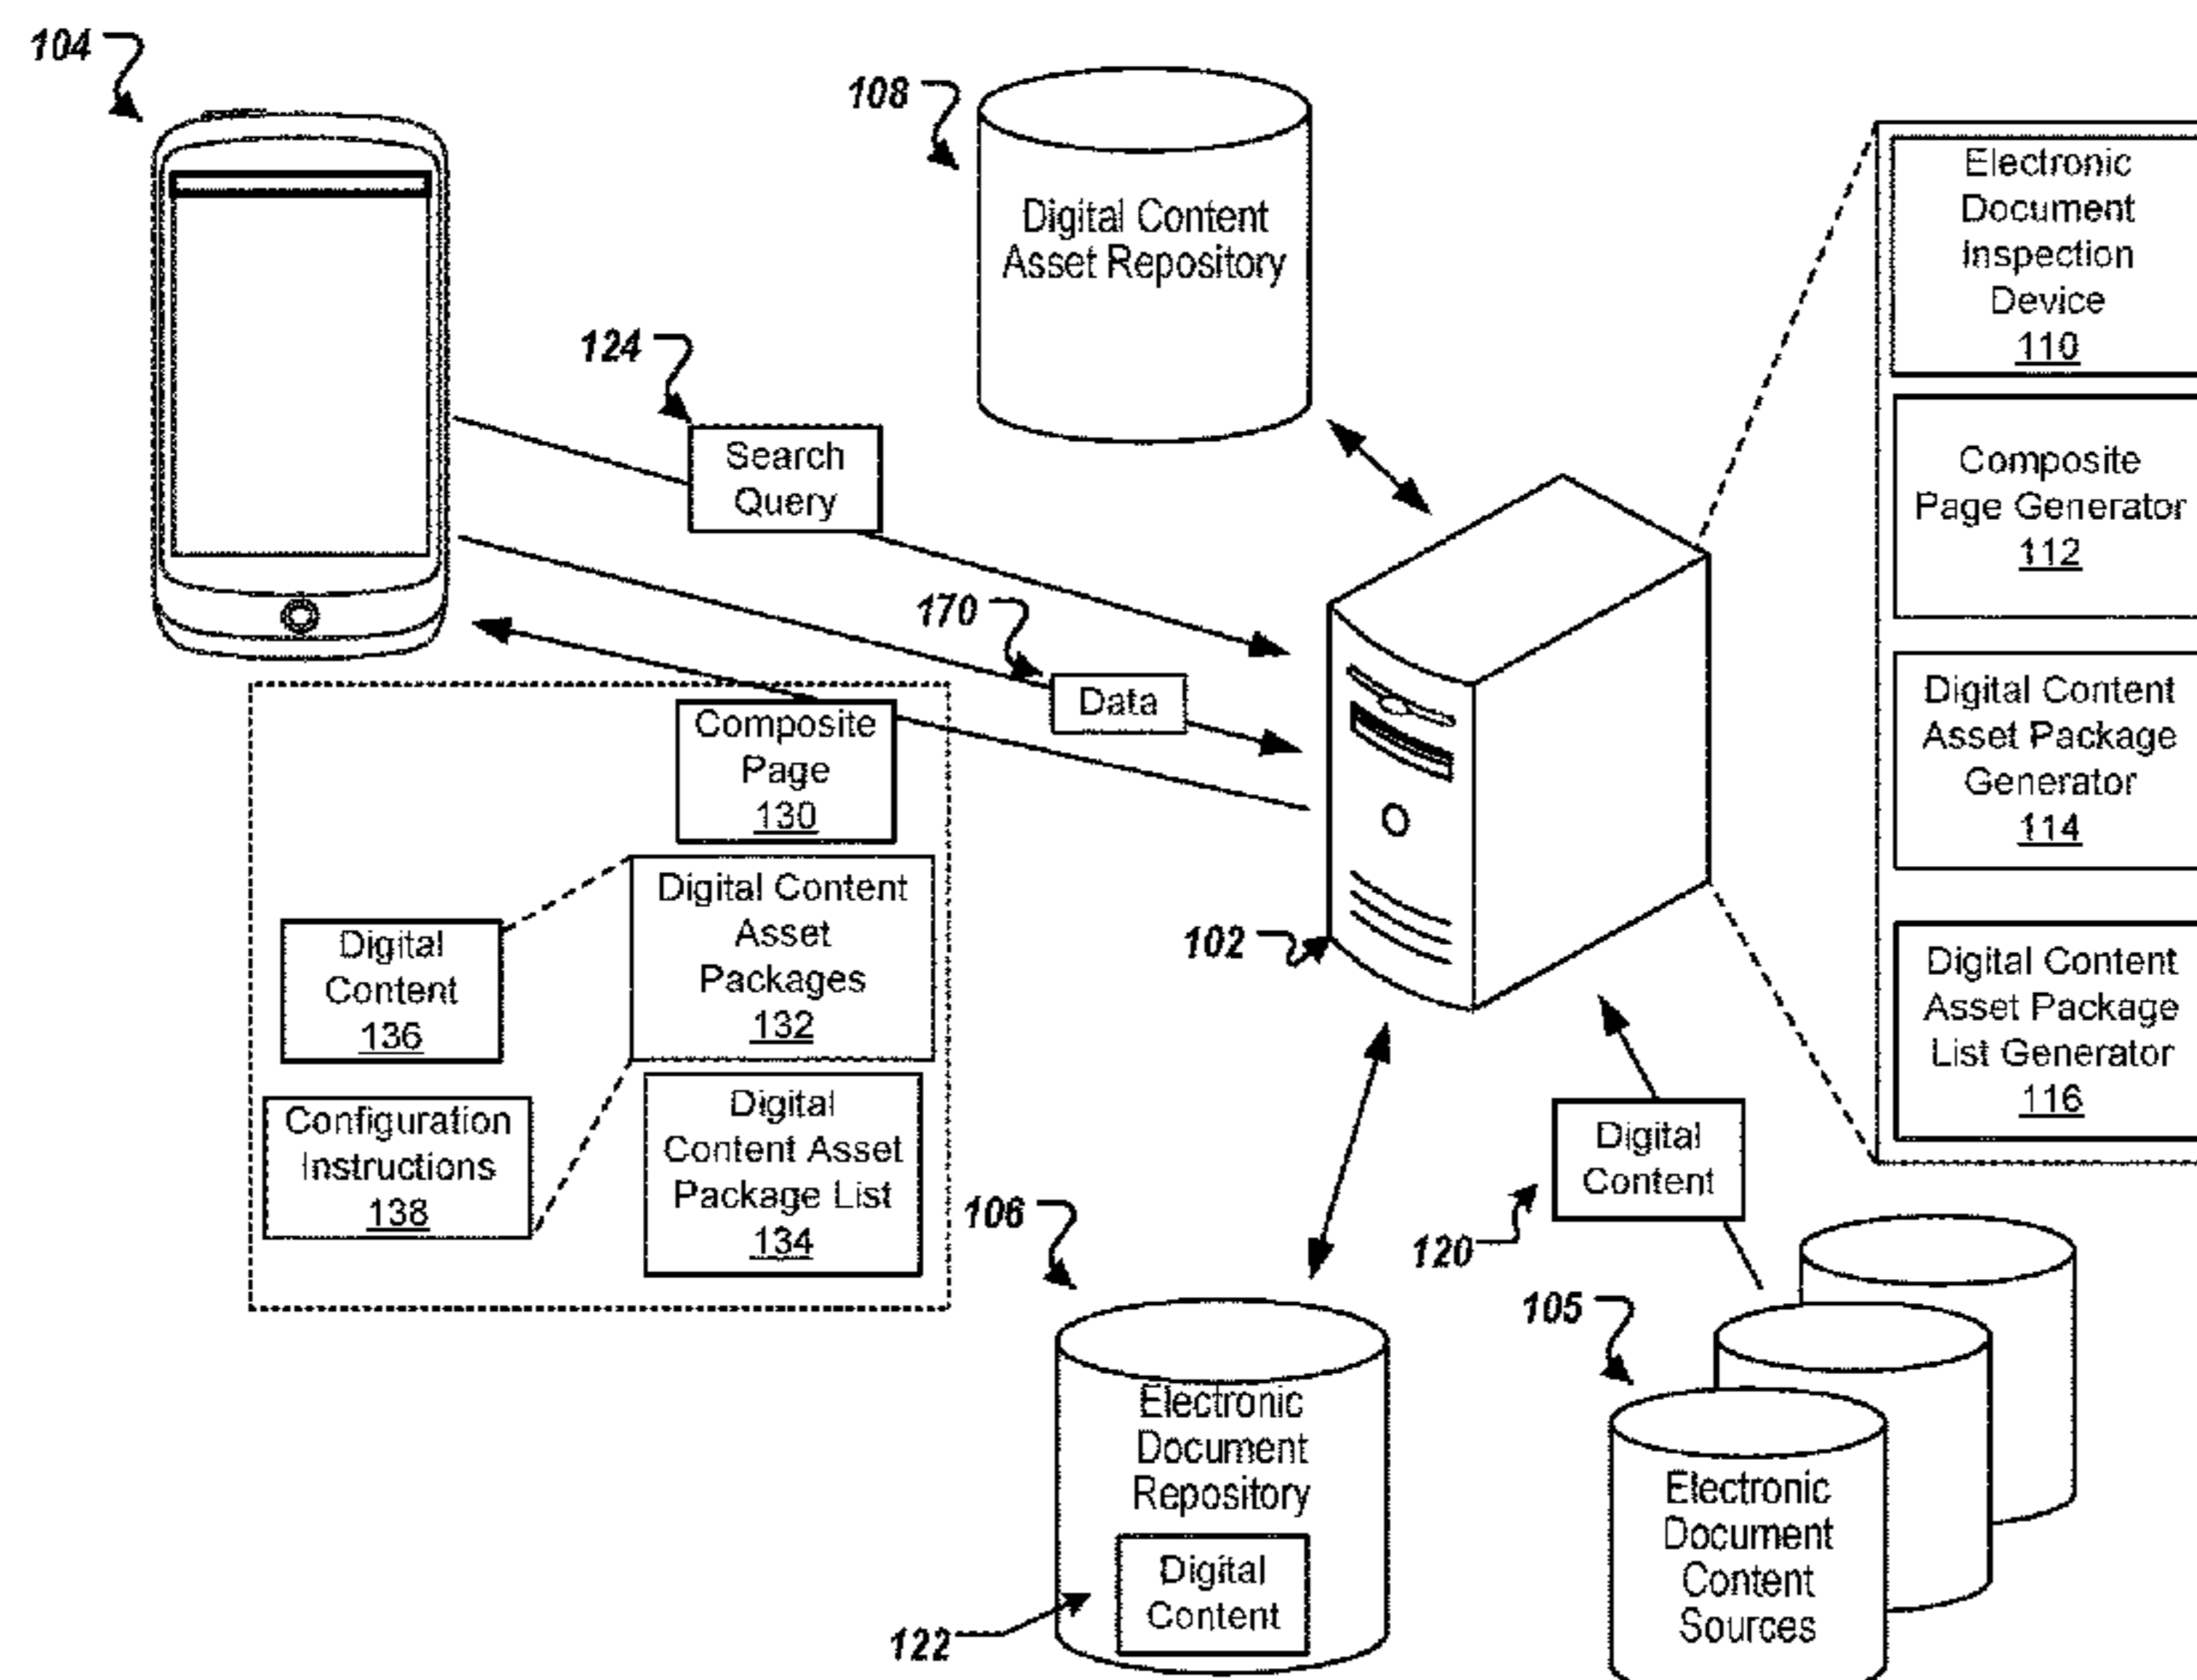 104
108
Digital Content
Asset Repository
Electronic
Document
Inspection
Device
110
124
Search
Query
Composite
Page Generator
112
170
Data
Composite
Page
130
Digital Content
Asset Package
Generator
114
Digital Content
Asset
Packages
132
Digital
Content
136
102
Digital Content
Asset Package
List Generator
116
Configuration
Instructions
138
Digital
Content Asset
Package List
134
Digital
Content
120
106
105
Electronic
Document
Repository
Digital
Content
122
Electronic
Document
Content
Sources